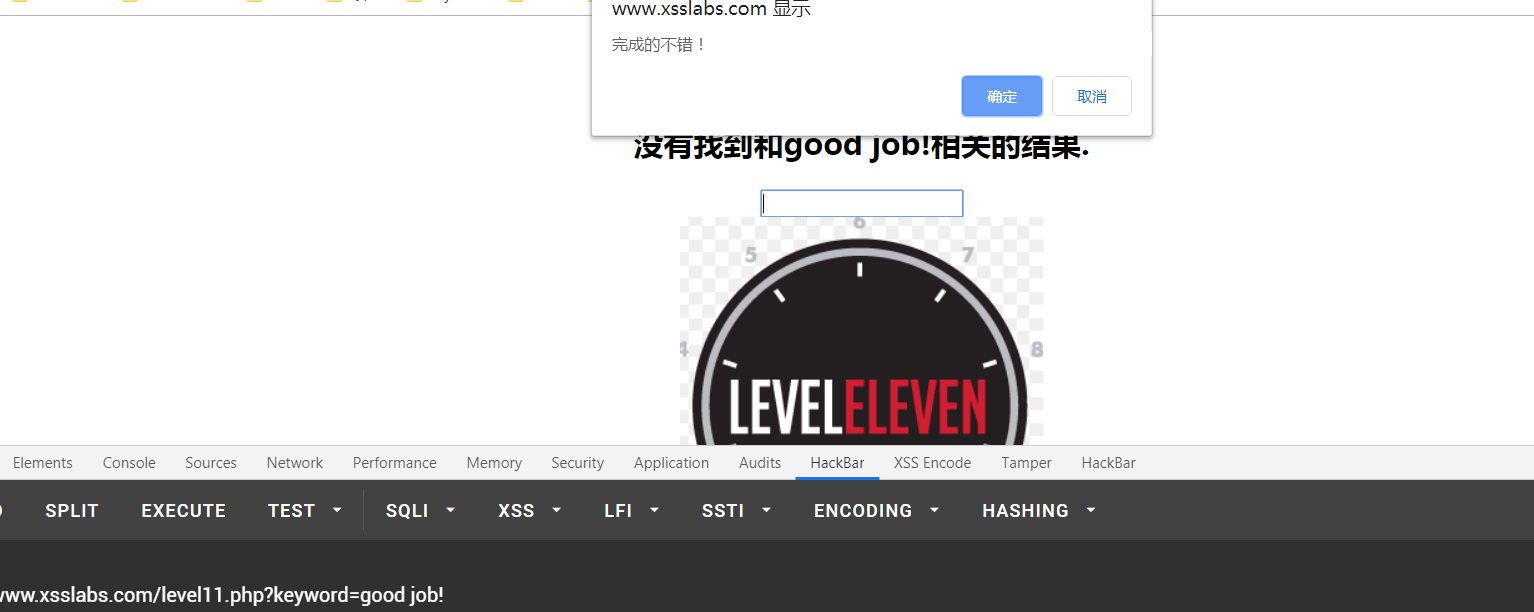 www.xsslabs.com 显示
完成的不错！
确定 取消
没有找到和good job!相关的结果.
6
5 7
4 8
LEVELELEVEN
Elements Console Sources Network Performance Memory Security Application Audits HackBar XSS Encode Tamper HackBar
SPLIT EXECUTE TEST SQLI XSS LFI SSTI ENCODING HASHING
www.xsslabs.com/level11.php?keyword=good job!